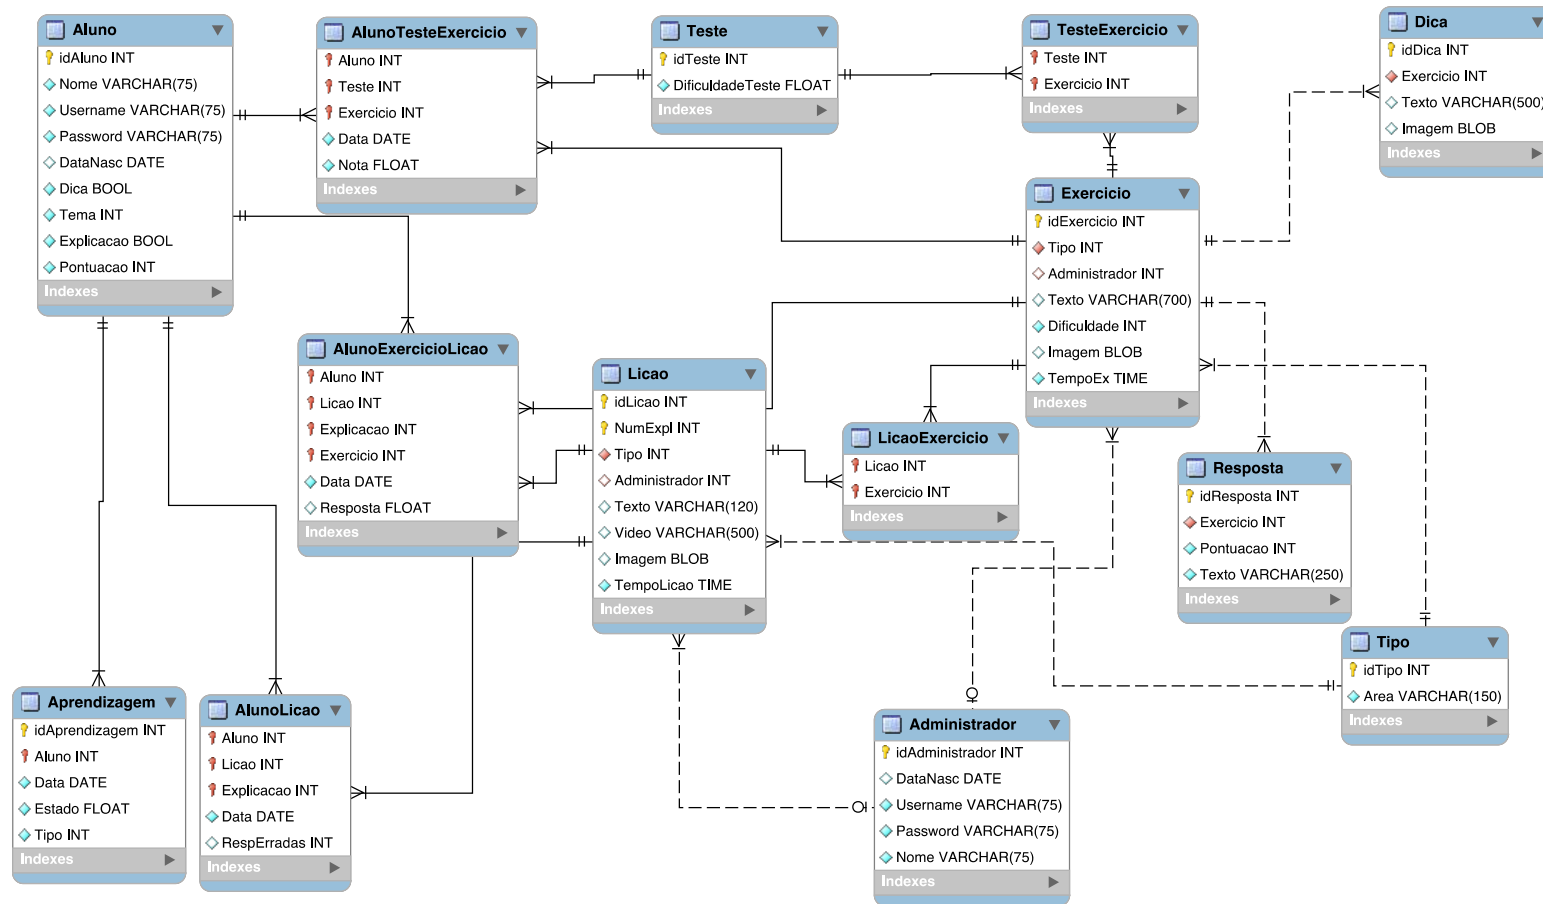 Aluno
idAluno INT
Nome VARCHAR(75)
Username VARCHAR(75)
Password VARCHAR(75)
DataNasc DATE
Dica BOOL
Tema INT
Explicacao BOOL
Pontuacao INT
Indexes
AlunoTesteExercicio
Aluno INT
Teste INT
Exercicio INT
Data DATE
Nota FLOAT
Indexes
Teste
idTeste INT
DificuldadeTeste FLOAT
Indexes
TesteExercicio
Teste INT
Exercicio INT
Indexes
Dica
idDica INT
Exercicio INT
Texto VARCHAR(500)
Imagem BLOB
Indexes
Exercicio
idExercicio INT
Tipo INT
Administrador INT
Texto VARCHAR(700)
Dificuldade INT
Imagem BLOB
TempoEx TIME
Indexes
AlunoExercicioLicao
Aluno INT
Licao INT
Explicacao INT
Exercicio INT
Data DATE
Resposta FLOAT
Indexes
Licao
idLicao INT
NumExpl INT
Tipo INT
Administrador INT
Texto VARCHAR(120)
Video VARCHAR(500)
Imagem BLOB
TempoLicao TIME
Indexes
LicaoExercicio
Licao INT
Exercicio INT
Indexes
Resposta
idResposta INT
Exercicio INT
Pontuacao INT
Texto VARCHAR(250)
Indexes
Tipo
idTipo INT
Area VARCHAR(150)
Indexes
Aprendizagem
idAprendizagem INT
Aluno INT
Data DATE
Estado FLOAT
Tipo INT
Indexes
AlunoLicao
Aluno INT
Licao INT
Explicacao INT
Data DATE
RespErradas INT
Indexes
Administrador
idAdministrador INT
DataNasc DATE
Username VARCHAR(75)
Password VARCHAR(75)
Nome VARCHAR(75)
Indexes